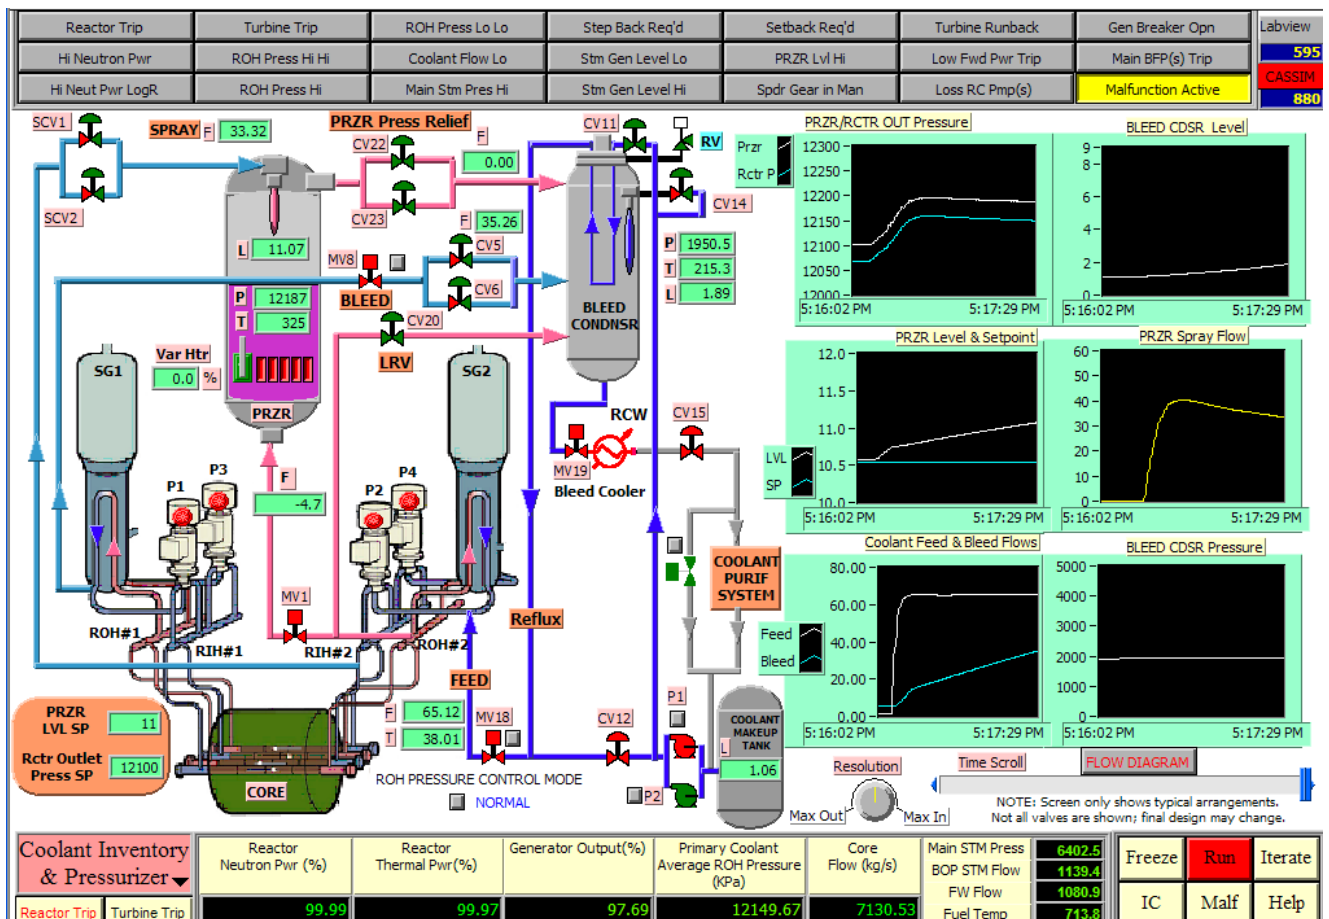 Reactor Trip
Turbine Trip
ROH Press Lo Lo
Step Back Req'd
Setback Req'd
Turbine Runback
Gen Breaker Opn
Labview
Hi Neutron Pwr
ROH Press Hi Hi
Coolant Flow Lo
Stm Gen Level Lo
PRZR Lvl Hi
Low Fwd Pwr Trip
Main BFP(s) Trip
595
CASSIM
Hi Neut Pwr LogR
ROH Press Hi
Main Stm Pres Hi
Stm Gen Level Hi
Spdr Gear in Man
Loss RC Pmp(s)
Malfunction Active
880
SCV1
SPRAY F 33.32
PRZR Press Relief
CV22
F
0.00
CV11
RV
SCV2
CV23
CV14
L 11.07
F 35.26
MV8
CV5
BLEED
CV6
P 1950.5
T 215.3
L 1.89
P 12187
T 325
BLEED
CONDNSR
CV20
LRV
Var Htr
0.0 %
SG1
SG2
PRZR
RCW
CV15
MV19
Bleed Cooler
P1
P3
P2
P4
F
-4.7
MV1
COOLANT
PURIF
SYSTEM
ROH#1
RIH#1
RIH#2
ROH#2
Reflux
FEED
PRZR
LVL SP 11
Rctr Outlet
Press SP 12100
CORE
F 65.12
T 38.01
MV18
CV12
P1
P2
COOLANT
MAKEUP
TANK
L
1.06
ROH PRESSURE CONTROL MODE
NORMAL
PRZR/RCTR OUT Pressure
Przr
Rctr P
12300
12250
12200
12150
12100
12050
12000
5:16:02 PM 5:17:29 PM
BLEED CDSR Level
9
8
6
4
2
0
5:16:02 PM 5:17:29 PM
PRZR Level & Setpoint
LVL
SP
12.0
11.5
11.0
10.5
10.0
5:16:02 PM 5:17:29 PM
PRZR Spray Flow
60
50
40
30
20
10
0
5:16:02 PM 5:17:29 PM
Coolant Feed & Bleed Flows
Feed
Bleed
80.00
60.00
40.00
20.00
0.00
5:16:02 PM 5:17:29 PM
BLEED CDSR Pressure
5000
4000
3000
2000
1000
0
5:16:02 PM 5:17:29 PM
Resolution
Max Out
Max In
Time Scroll
FLOW DIAGRAM
NOTE: Screen only shows typical arrangements.
Not all valves are shown; final design may change.
Coolant Inventory
& Pressurizer
Reactor Trip
Turbine Trip
Reactor
Neutron Pwr (%)
99.99
Reactor
Thermal Pwr(%)
99.97
Generator Output(%)
97.69
Primary Coolant
Average ROH Pressure
(KPa)
12149.67
Core
Flow (kg/s)
7130.53
Main STM Press 6402.5
BOP STM Flow 1139.4
FW Flow 1080.9
Fuel Temp 713.8
Freeze
Run
Iterate
IC
Malf
Help